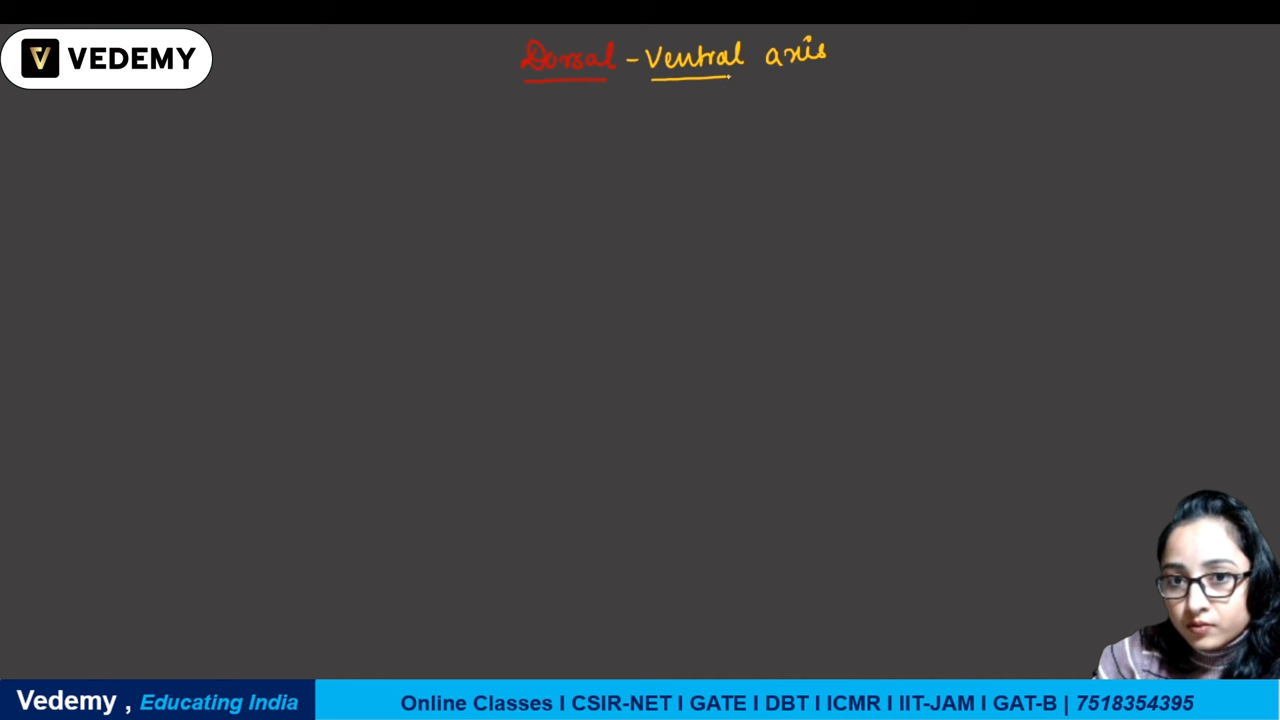 VEDEMY
Dorsal - Ventral axis
Vedemy , Educating India
Online Classes I CSIR-NET I GATE I DBT I ICMR I IIT-JAM I GAT-B | 7518354395